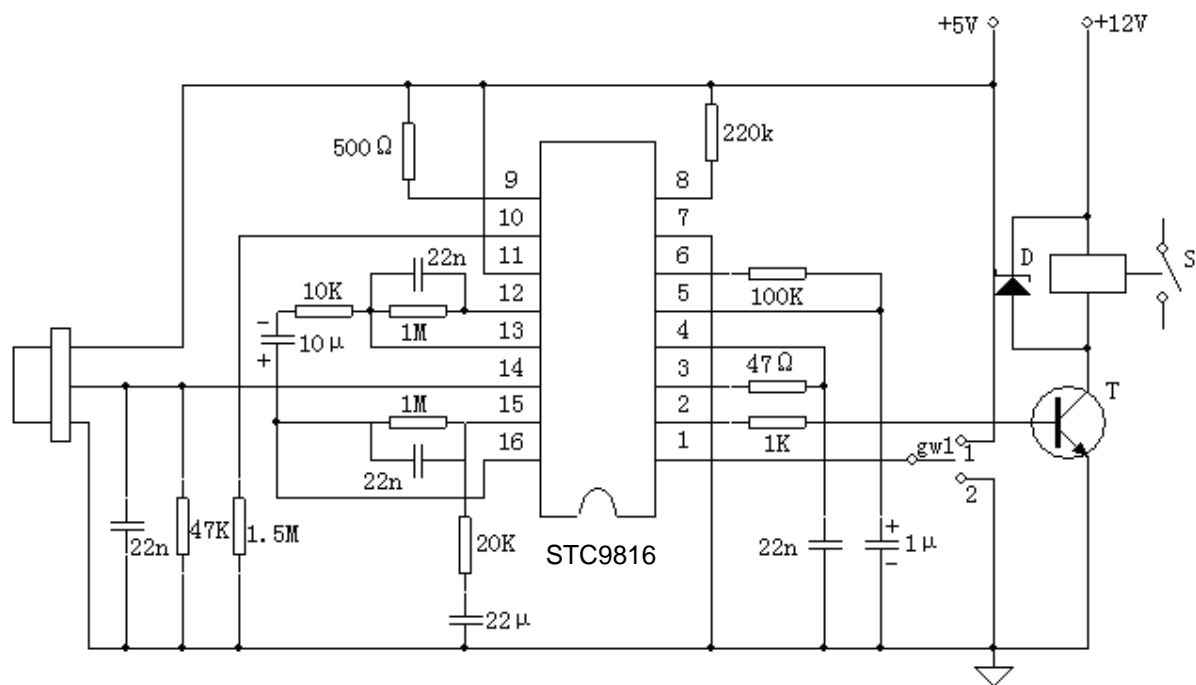 +5V
+12V
500Ω
220k
9
8
10
7
11
6
22n
D
S
12
5
10K
100K
1M
13
4
-
10μ
+
47Ω
14
3
T
1M
15
2
1K
gw1
1
16
1
22n
2
47K
1.5M
22n
20K
STC9816
22n
+
1μ
-
22μ